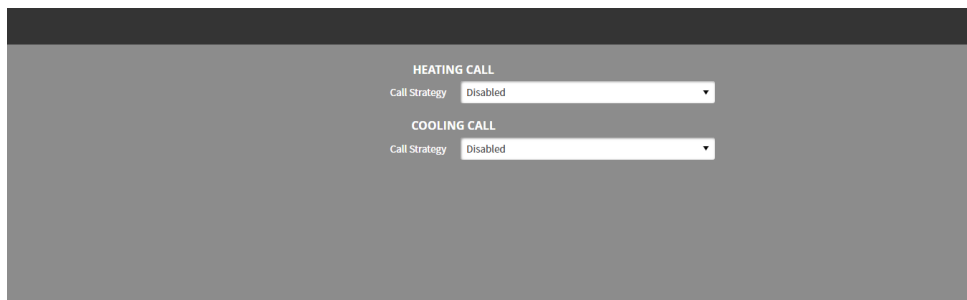 HEATING CALL
Call Strategy Disabled
COOLING CALL
Call Strategy Disabled